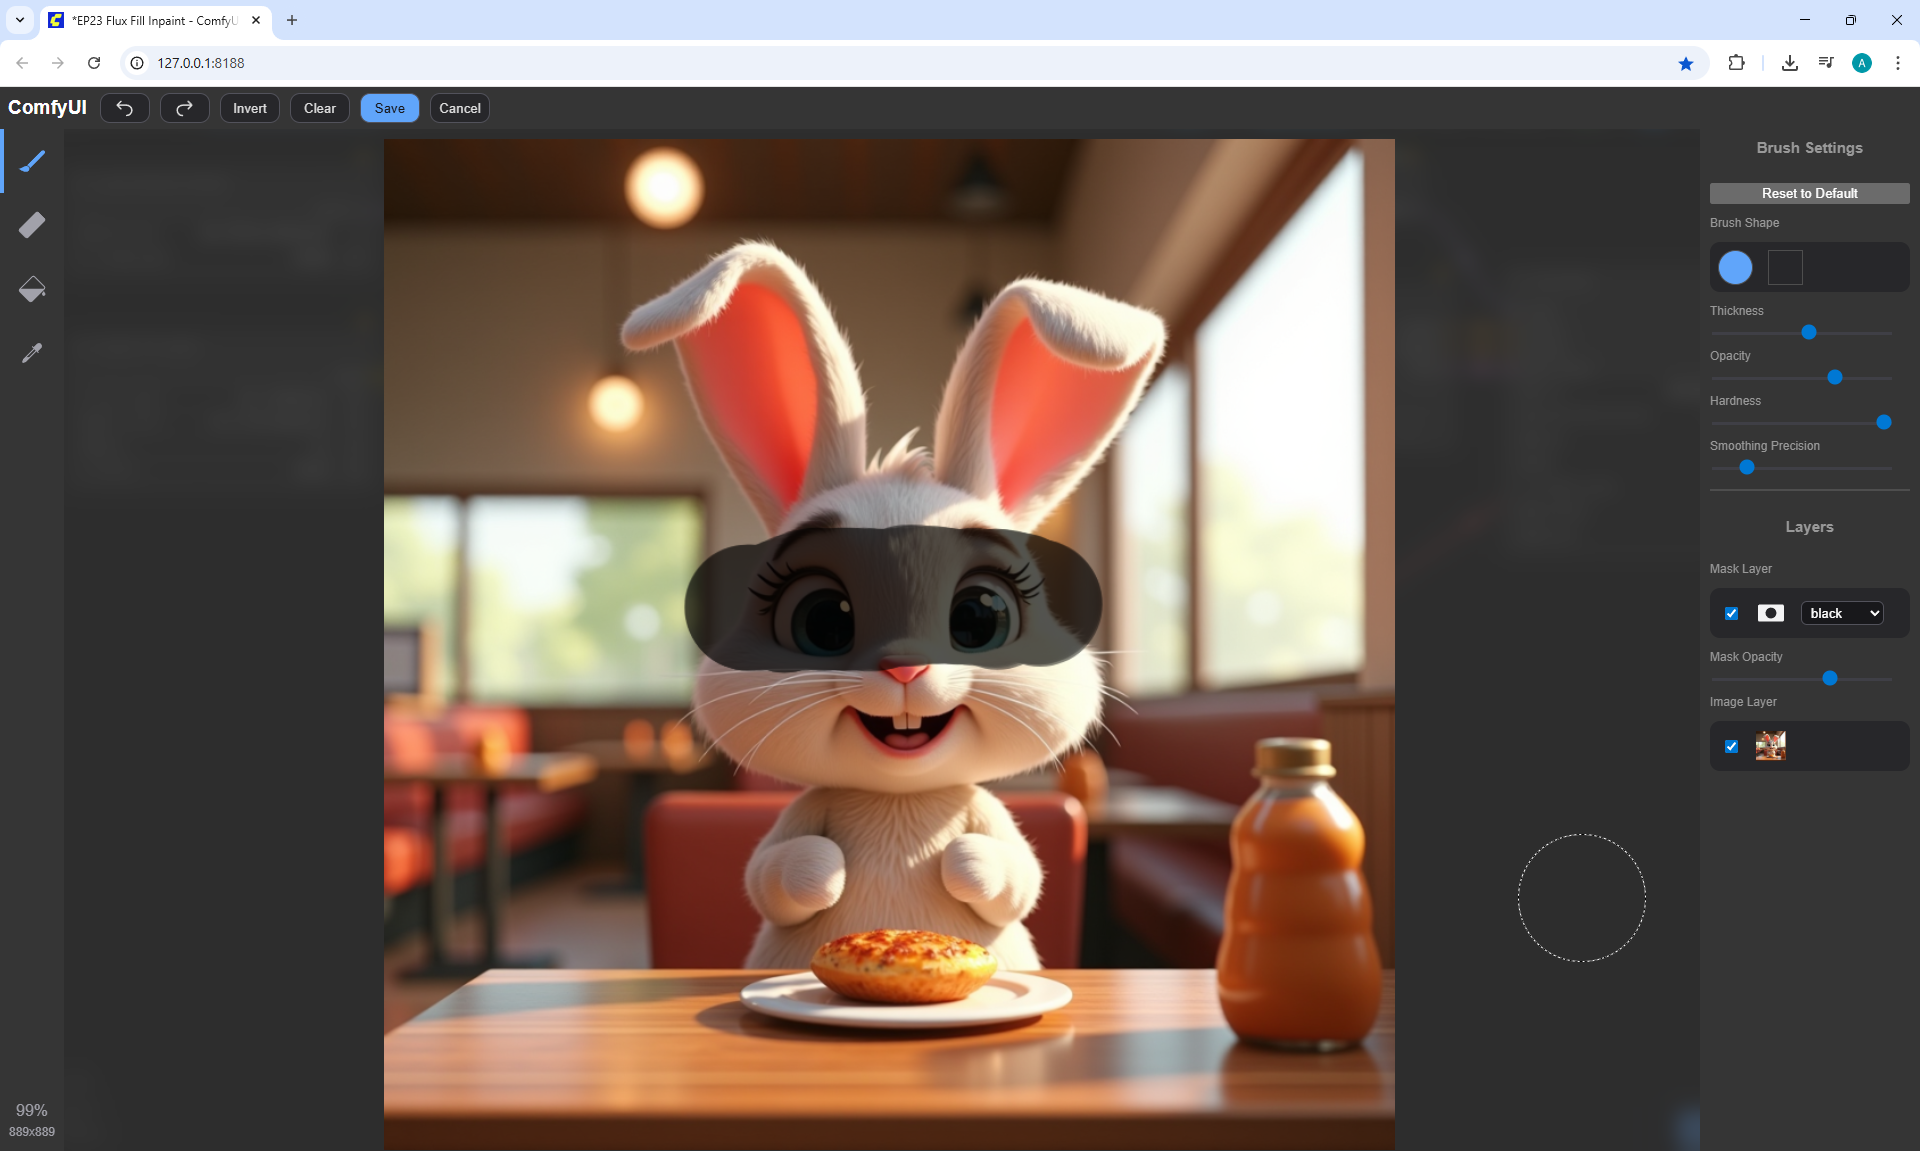 *EP23 Flux Fill Inpaint - ComfyU
127.0.0.1:8188
A
ComfyUI
Invert
Clear
Save
Cancel
Brush Settings
Reset to Default
Brush Shape
Thickness
Opacity
Hardness
Smoothing Precision
Layers
Mask Layer
black
Mask Opacity
Image Layer
99%
889x889